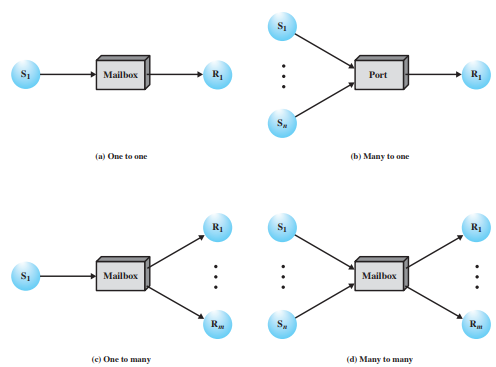 S1 Mailbox R1
(a) One to one
S1
Port R1
Sn
(b) Many to one
R1
S1 Mailbox
Rm
(c) One to many
S1 R1
Mailbox
Sn Rm
(d) Many to many